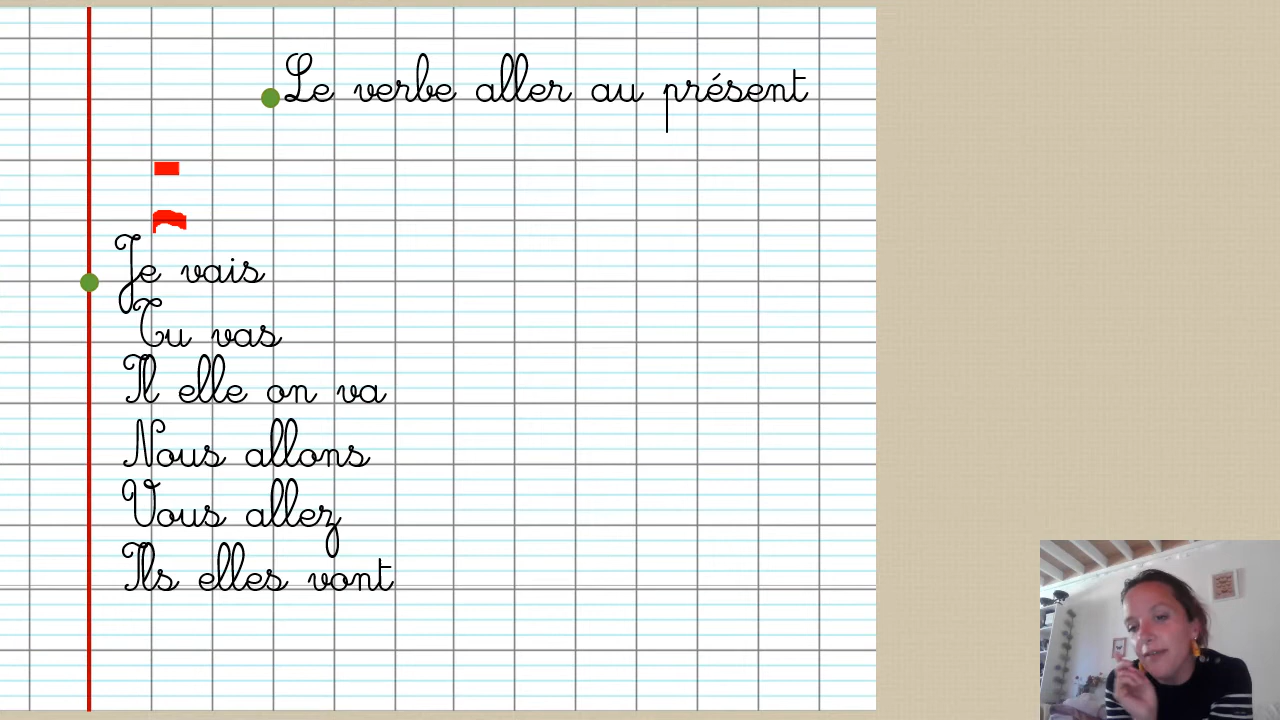 Le verbe aller au présent
Je vais
Tu vas
Il elle on va
Nous allons
Vous allez
Ils elles vont